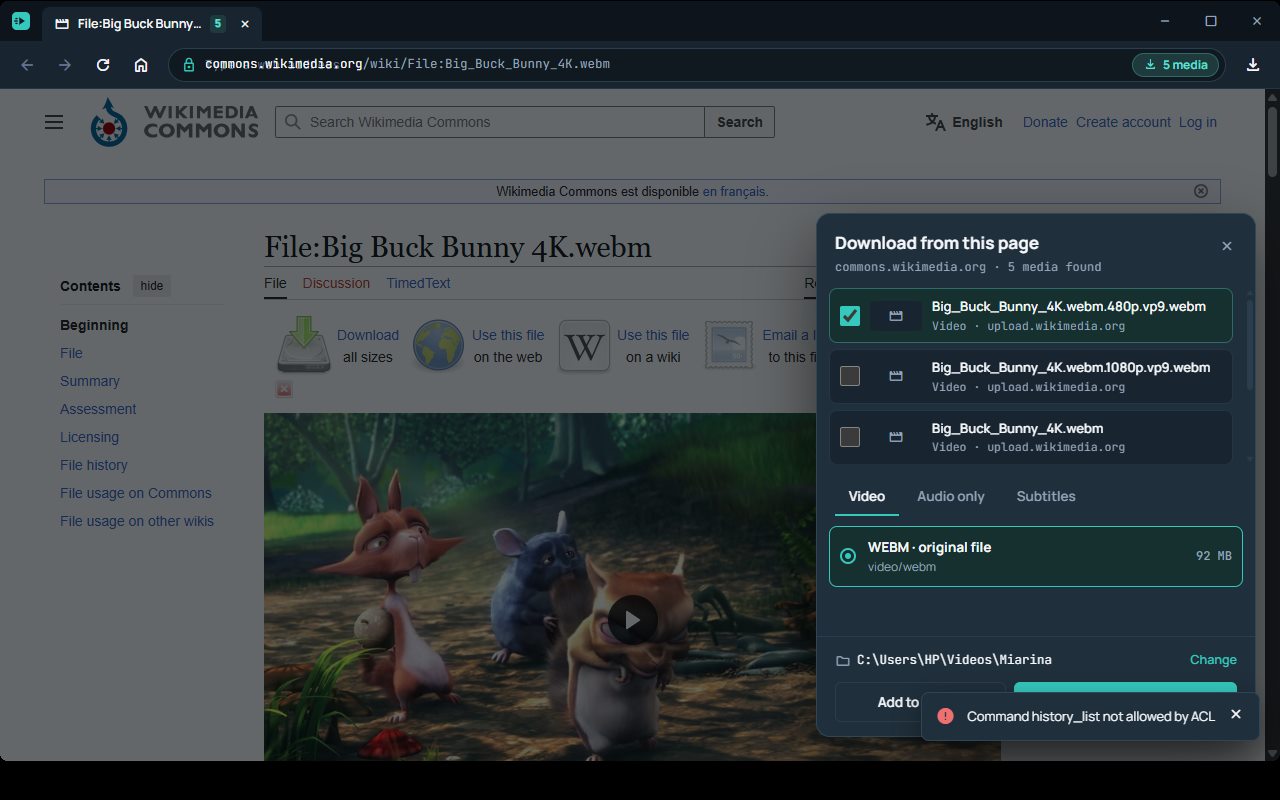 File:Big Buck Bunny... 5
commons.wikimedia.org/wiki/File:Big_Buck_Bunny_4K.webm
5 media
WIKIMEDIA
COMMONS
Search Wikimedia Commons
Search
English
Donate Create account Log in
Wikimedia Commons est disponible en français.
File:Big Buck Bunny 4K.webm
Contents hide
File Discussion TimedText
Beginning
File
Summary
Assessment
Licensing
File history
File usage on Commons
File usage on other wikis
Download
all sizes
Use this file
on the web
W
Use this file
on a wiki
Email a
to this
Download from this page
commons.wikimedia.org · 5 media found
Big_Buck_Bunny_4K.webm.480p.vp9.webm
Video · upload.wikimedia.org
Big_Buck_Bunny_4K.webm.1080p.vp9.webm
Video · upload.wikimedia.org
Big_Buck_Bunny_4K.webm
Video · upload.wikimedia.org
Video Audio only Subtitles
WEBM · original file
video/webm
92 MB
C:\Users\HP\Videos\Miarina
Change
Add to
Command history_list not allowed by ACL